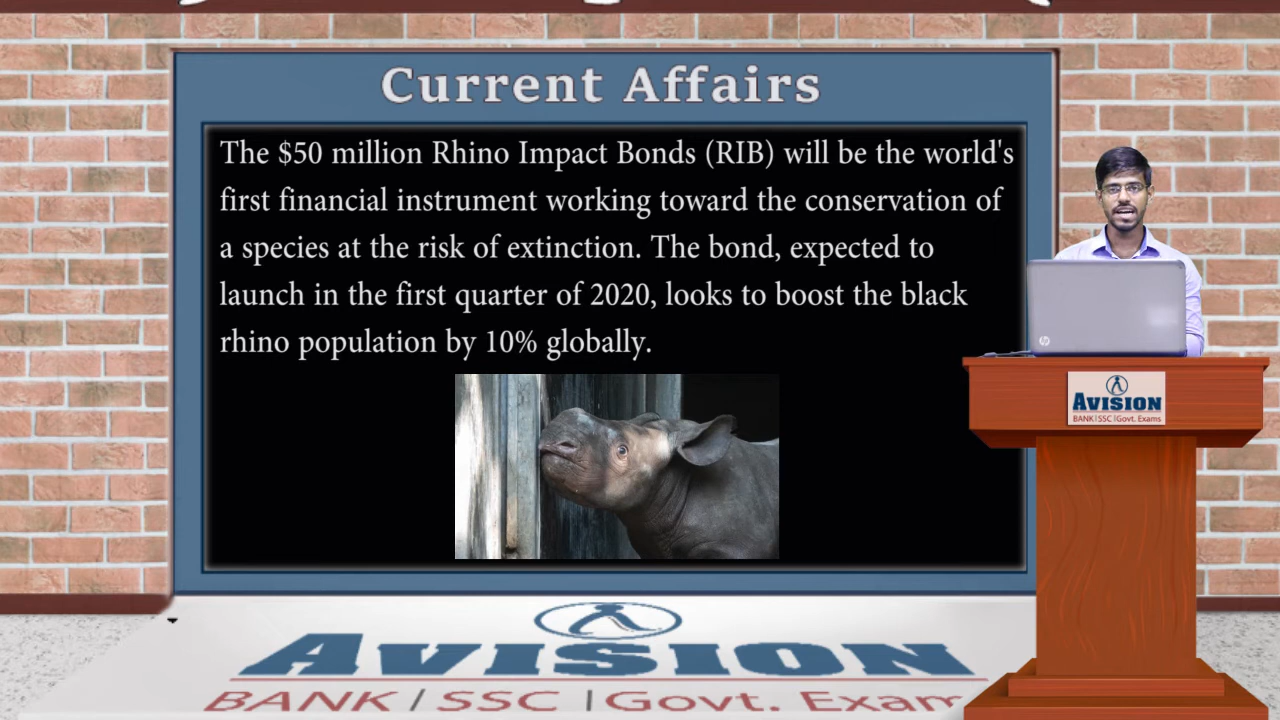 Current Affairs
The $50 million Rhino Impact Bonds (RIB) will be the world's
first financial instrument working toward the conservation of
a species at the risk of extinction. The bond, expected to
launch in the first quarter of 2020, looks to boost the black
rhino population by 10% globally.
hp
AVISION
BANK|SSC|Govt. Exams
AVISION
BANK / SSC | Govt. Exam